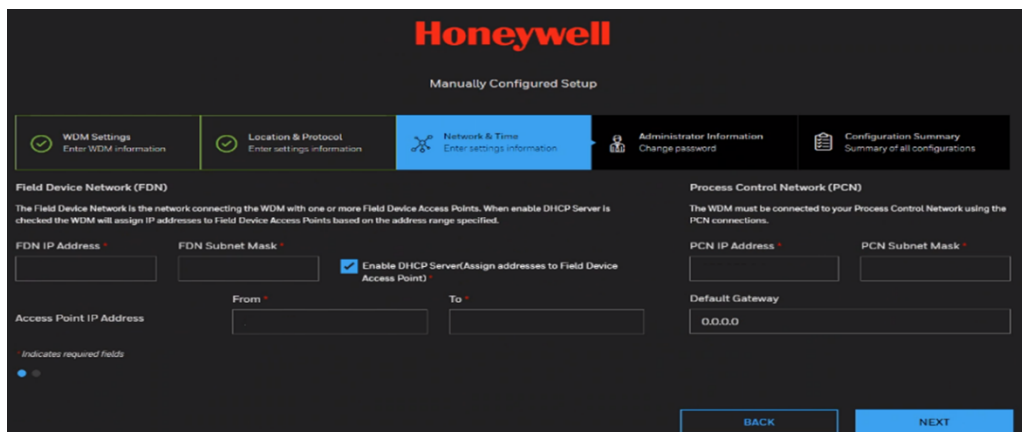 Honeywell
Manually Configured Setup
WDM Settings
Enter WDM information
Location & Protocol
Enter settings information
Network & Time
Enter settings information
Administrator Information
Change password
Configuration Summary
Summary of all configurations
Field Device Network (FDN)
The Field Device Network is the network connecting the WDM with one or more Field Device Access Points. When enable DHCP Server is
checked the WDM will assign IP addresses to Field Device Access Points based on the address range specified.
FDN IP Address *
FDN Subnet Mask *
Enable DHCP Server(Assign addresses to Field Device
Access Point) *
From *
To *
Access Point IP Address
* Indicates required fields
Process Control Network (PCN)
The WDM must be connected to your Process Control Network using the
PCN connections.
PCN IP Address *
PCN Subnet Mask *
Default Gateway
0.0.0.0
BACK
NEXT